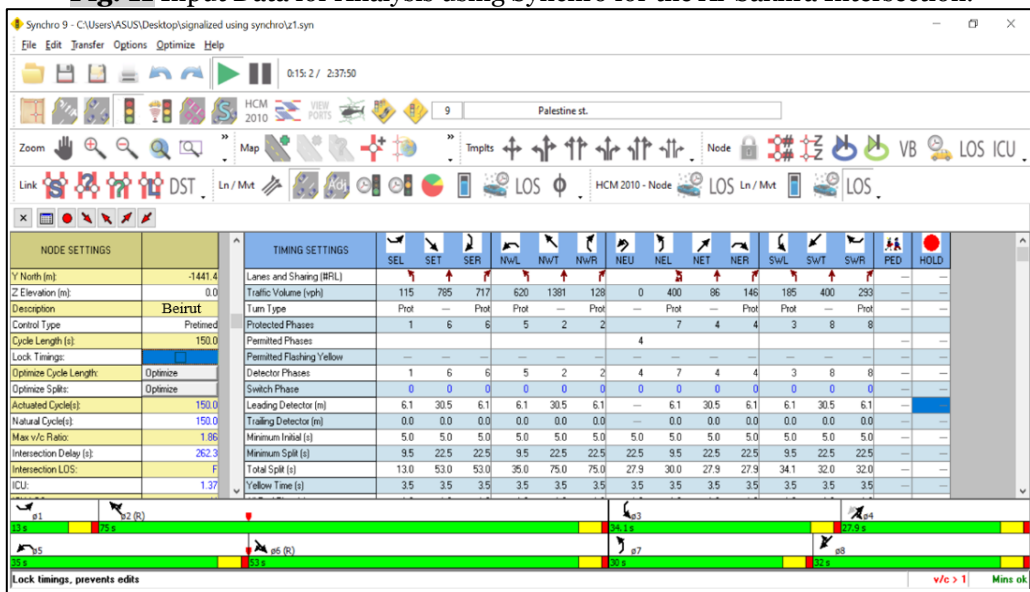 Fig. 11 Input Data for Analysis using Synchro for the Al-Sakhra Intersection.
Synchro 9 - C:\Users\ASUS\Desktop\signalized using synchro\z1.syn
File Edit Transfer Options Optimize Help
0:15: 2 / 2:37:50
HCM 2010 VIEW PORTS 9 Palestine st.
Zoom » Map » Tmplts Node VB LOS ICU
Link DST Ln / Mvt Adj LOS φ HCM 2010 - Node LOS Ln / Mvt LOS
NODE SETTINGS TIMING SETTINGS SEL SET SER NWL NWT NWR NEU NEL NET NER SWL SWT SWR PED HOLD
Y North (m): -1441.4 Lanes and Sharing (#RL) — —
Z Elevation (m): 0.0 Traffic Volume (vph) 115 785 717 620 1381 128 0 400 86 146 185 400 293 — —
Description Beirut Turn Type Prot — Prot Prot — Prot — Prot — Prot Prot — Prot — —
Control Type Pretimed Protected Phases 1 6 6 5 2 2 7 4 4 3 8 8 — —
Cycle Length (s): 150.0 Permitted Phases 4 — —
Lock Timings: Permitted Flashing Yellow — — — — — — — — — — — — — — —
Optimize Cycle Length: Optimize Detector Phases 1 6 6 5 2 2 4 7 4 4 3 8 8 — —
Optimize Splits: Optimize Switch Phase 0 0 0 0 0 0 0 0 0 0 0 0 0 — —
Actuated Cycle(s): 150.0 Leading Detector (m) 6.1 30.5 6.1 6.1 30.5 6.1 — 6.1 30.5 6.1 6.1 30.5 6.1 — —
Natural Cycle(s): 150.0 Trailing Detector (m) 0.0 0.0 0.0 0.0 0.0 0.0 — 0.0 0.0 0.0 0.0 0.0 0.0 — —
Max v/c Ratio: 1.86 Minimum Initial (s) 5.0 5.0 5.0 5.0 5.0 5.0 5.0 5.0 5.0 5.0 5.0 5.0 5.0 — —
Intersection Delay (s): 262.3 Minimum Split (s) 9.5 22.5 22.5 9.5 22.5 22.5 22.5 9.5 22.5 22.5 9.5 22.5 22.5 — —
Intersection LOS: F Total Split (s) 13.0 53.0 53.0 35.0 75.0 75.0 27.9 30.0 27.9 27.9 34.1 32.0 32.0 — —
ICU: 1.37 Yellow Time (s) 3.5 3.5 3.5 3.5 3.5 3.5 3.5 3.5 3.5 3.5 3.5 3.5 3.5 — —
ø1 ø2 (R) ø3 ø4
13 s 75 s 34.1 s 27.9 s
ø5 ø6 (R) ø7 ø8
35 s 53 s 30 s 32 s
Lock timings, prevents edits v/c > 1 Mins ok